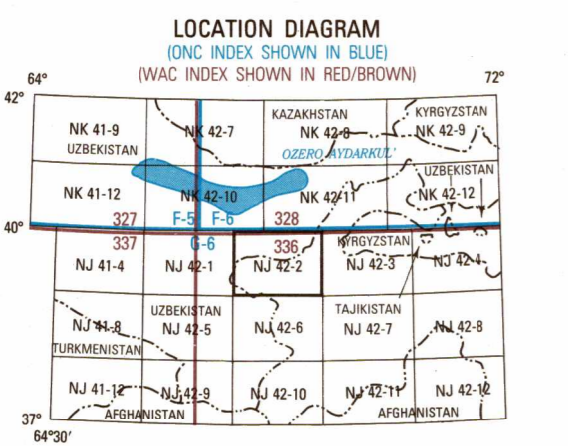 LOCATION DIAGRAM
(ONC INDEX SHOWN IN BLUE)
(WAC INDEX SHOWN IN RED/BROWN)
64° 72°
42°
KAZAKHSTAN KYRGYZSTAN
NK 41-9 NK 42-7 NK 42-8 NK 42-9
UZBEKISTAN OZERO AYDARKUL'
UZBEKISTAN
NK 41-12 NK 42-10 NK 42-11 NK 42-12
327 F-5 F-6 328
40°
337 G-6 336 KYRGYZSTAN
NJ 41-4 NJ 42-1 NJ 42-2 NJ 42-3 NJ 42-4
UZBEKISTAN TAJIKISTAN
NJ 41-8 NJ 42-5 NJ 42-6 NJ 42-7 NJ 42-8
TURKMENISTAN
NJ 41-12 NJ 42-9 NJ 42-10 NJ 42-11 NJ 42-12
AFGHANISTAN AFGHANISTAN
37°
64°30'